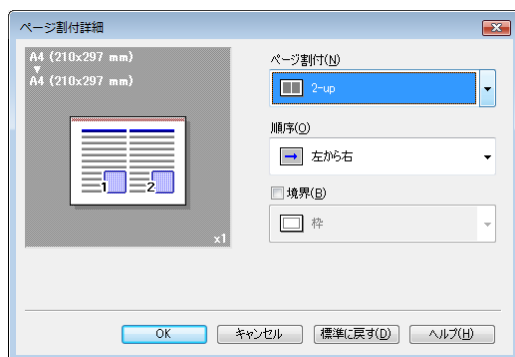 ページ割付詳細
A4 (210x297 mm)
A4 (210x297 mm)
1 2
x1
ページ割付(N)
2-up
順序(O)
左から右
境界(B)
枠
OK キャンセル 標準に戻す(D) ヘルプ(H)